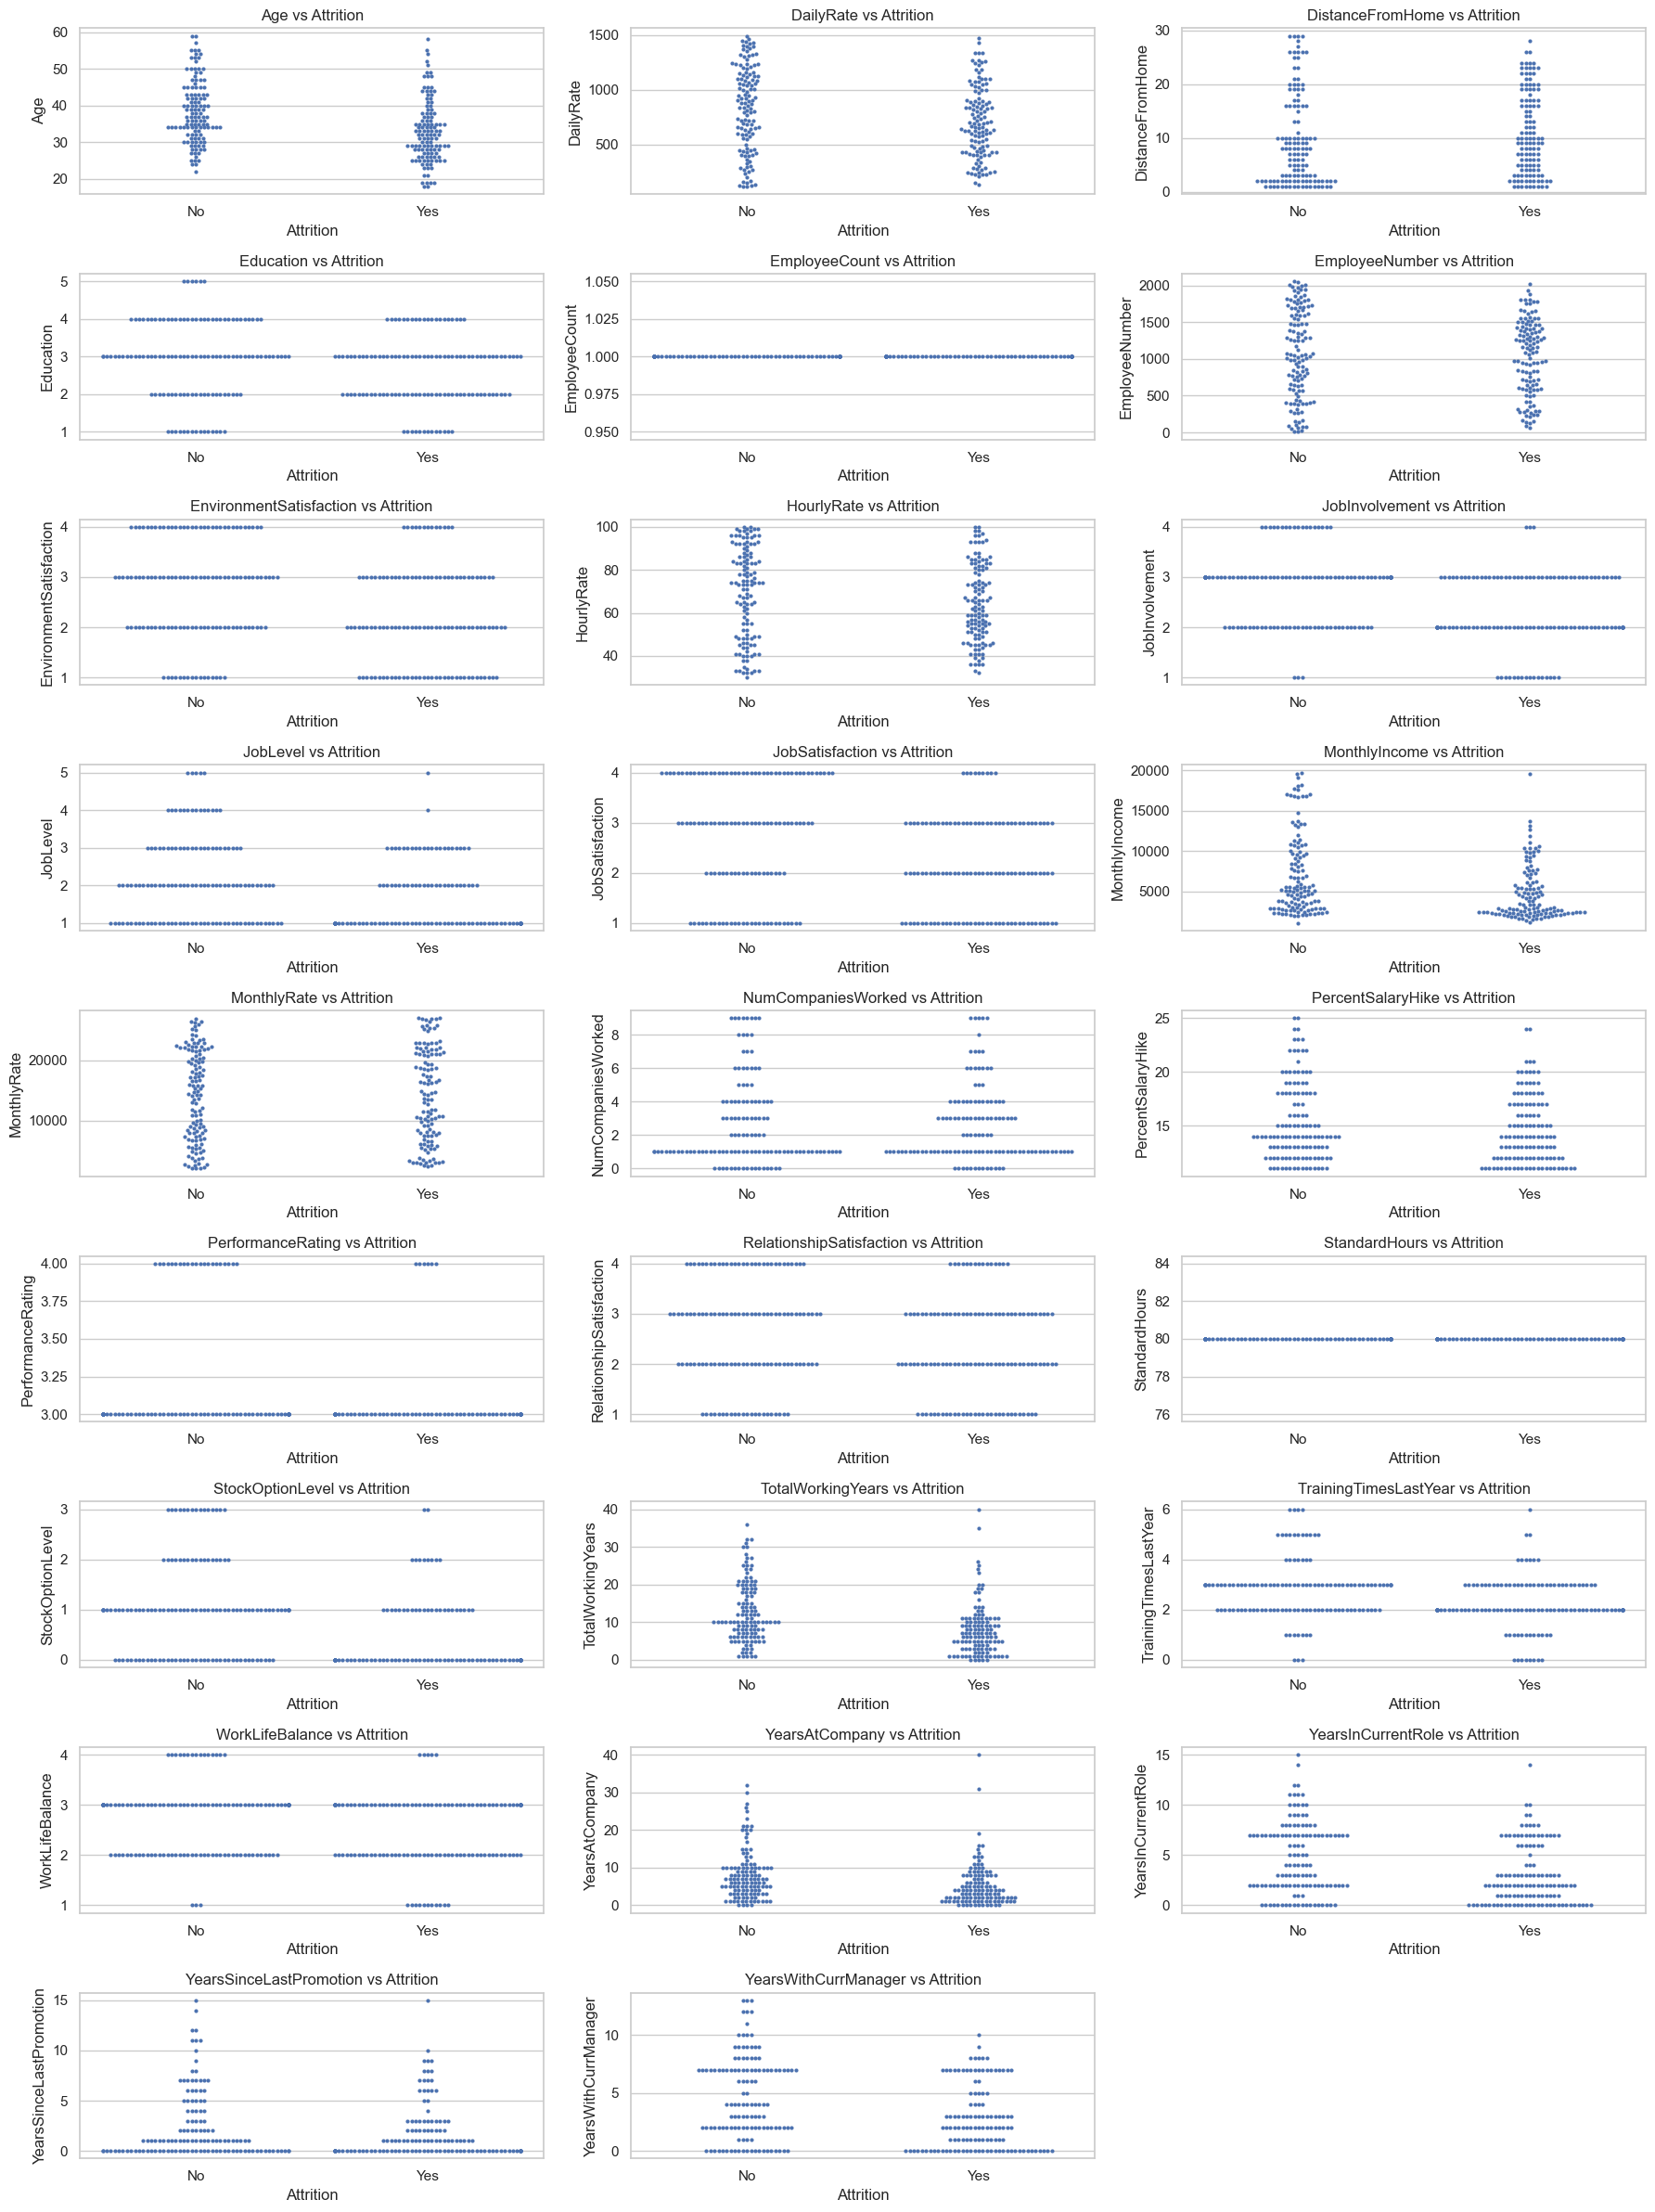 Age vs Attrition
60
50
40
30
20
Age
No
Yes
Attrition
DailyRate vs Attrition
1500
1000
500
DailyRate
No
Yes
Attrition
DistanceFromHome vs Attrition
30
20
10
0
DistanceFromHome
No
Yes
Attrition
Education vs Attrition
5
4
3
2
1
Education
No
Yes
Attrition
EmployeeCount vs Attrition
1.050
1.025
1.000
0.975
0.950
EmployeeCount
No
Yes
Attrition
EmployeeNumber vs Attrition
2000
1500
1000
500
0
EmployeeNumber
No
Yes
Attrition
EnvironmentSatisfaction vs Attrition
4
3
2
1
EnvironmentSatisfaction
No
Yes
Attrition
HourlyRate vs Attrition
100
80
60
40
HourlyRate
No
Yes
Attrition
JobInvolvement vs Attrition
4
3
2
1
JobInvolvement
No
Yes
Attrition
JobLevel vs Attrition
5
4
3
2
1
JobLevel
No
Yes
Attrition
JobSatisfaction vs Attrition
4
3
2
1
JobSatisfaction
No
Yes
Attrition
MonthlyIncome vs Attrition
20000
15000
10000
5000
MonthlyIncome
No
Yes
Attrition
MonthlyRate vs Attrition
20000
10000
MonthlyRate
No
Yes
Attrition
NumCompaniesWorked vs Attrition
8
6
4
2
0
NumCompaniesWorked
No
Yes
Attrition
PercentSalaryHike vs Attrition
25
20
15
PercentSalaryHike
No
Yes
Attrition
PerformanceRating vs Attrition
4.00
3.75
3.50
3.25
3.00
PerformanceRating
No
Yes
Attrition
RelationshipSatisfaction vs Attrition
4
3
2
1
RelationshipSatisfaction
No
Yes
Attrition
StandardHours vs Attrition
84
82
80
78
76
StandardHours
No
Yes
Attrition
StockOptionLevel vs Attrition
3
2
1
0
StockOptionLevel
No
Yes
Attrition
TotalWorkingYears vs Attrition
40
30
20
10
0
TotalWorkingYears
No
Yes
Attrition
TrainingTimesLastYear vs Attrition
6
4
2
0
TrainingTimesLastYear
No
Yes
Attrition
WorkLifeBalance vs Attrition
4
3
2
1
WorkLifeBalance
No
Yes
Attrition
YearsAtCompany vs Attrition
40
30
20
10
0
YearsAtCompany
No
Yes
Attrition
YearsInCurrentRole vs Attrition
15
10
5
0
YearsInCurrentRole
No
Yes
Attrition
YearsSinceLastPromotion vs Attrition
15
10
5
0
YearsSinceLastPromotion
No
Yes
Attrition
YearsWithCurrManager vs Attrition
10
5
0
YearsWithCurrManager
No
Yes
Attrition